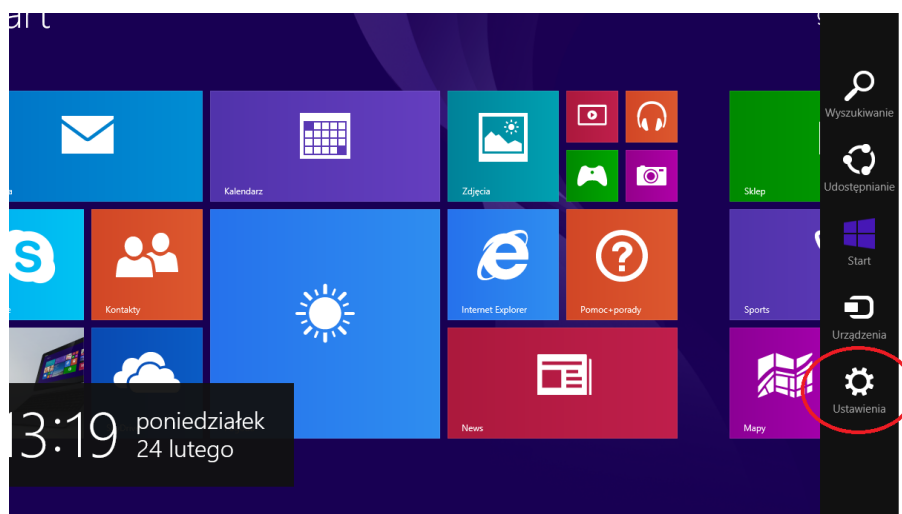 art
Wyszukiwanie
Udostępnianie
Start
Urządzenia
Ustawienia
Kalendarz
Zdjęcia
Sklep
S
Kontakty
Internet Explorer
Pomoc+porady
Sports
News
Mapy
13:19
poniedziałek
24 lutego